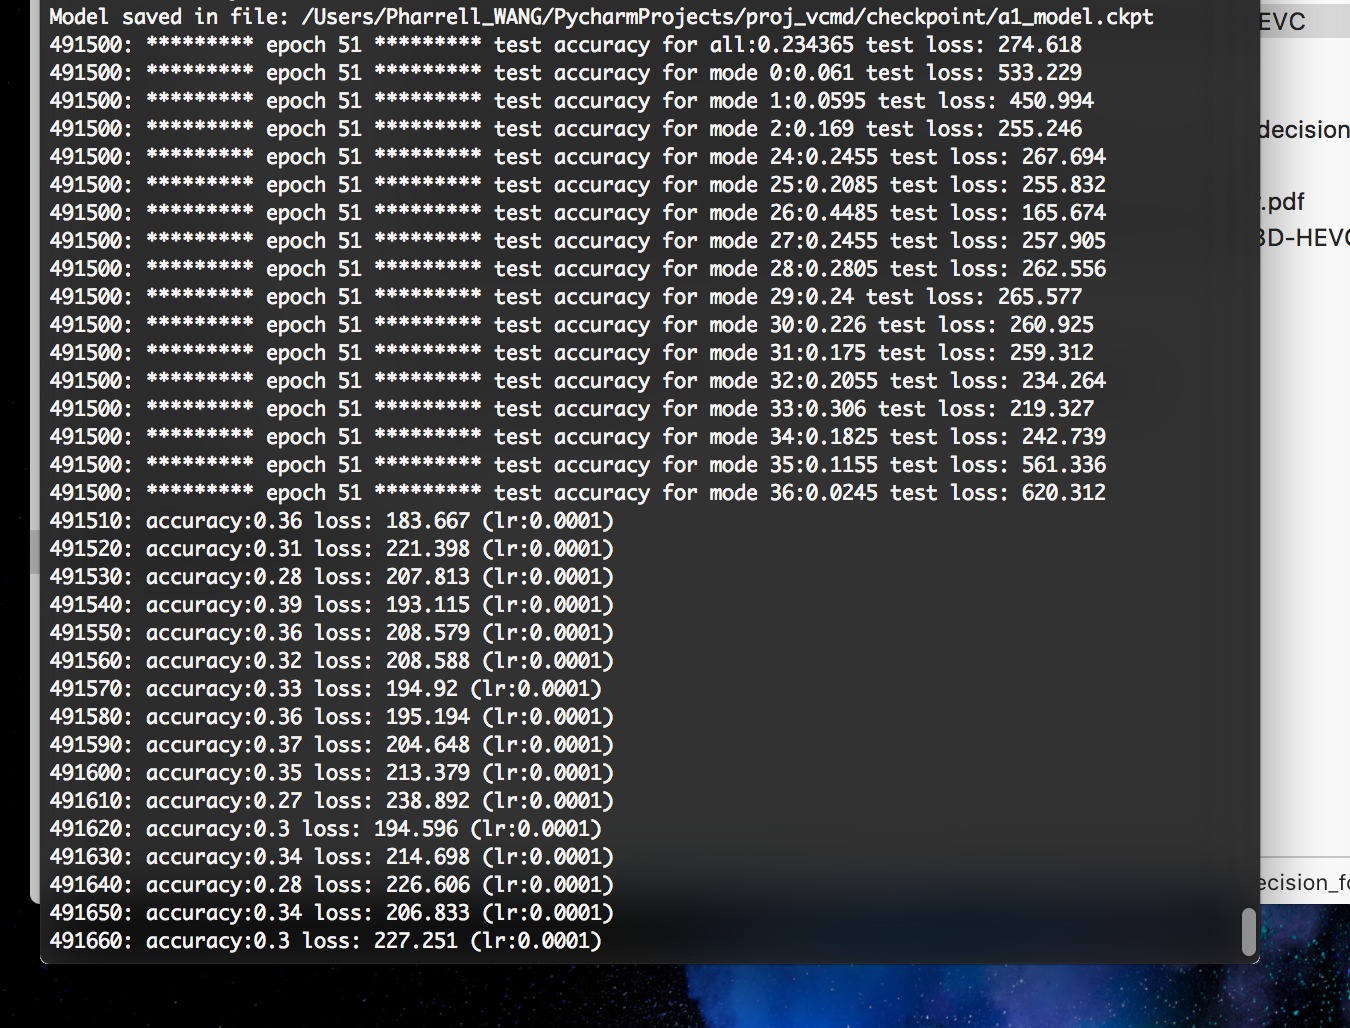 Model saved in file: /Users/Pharrell_WANG/PycharmProjects/proj_vcmd/checkpoint/a1_model.ckpt
491500: ********* epoch 51 ********* test accuracy for all:0.234365 test loss: 274.618
491500: ********* epoch 51 ********* test accuracy for mode 0:0.061 test loss: 533.229
491500: ********* epoch 51 ********* test accuracy for mode 1:0.0595 test loss: 450.994
491500: ********* epoch 51 ********* test accuracy for mode 2:0.169 test loss: 255.246
491500: ********* epoch 51 ********* test accuracy for mode 24:0.2455 test loss: 267.694
491500: ********* epoch 51 ********* test accuracy for mode 25:0.2085 test loss: 255.832
491500: ********* epoch 51 ********* test accuracy for mode 26:0.4485 test loss: 165.674
491500: ********* epoch 51 ********* test accuracy for mode 27:0.2455 test loss: 257.905
491500: ********* epoch 51 ********* test accuracy for mode 28:0.2805 test loss: 262.556
491500: ********* epoch 51 ********* test accuracy for mode 29:0.24 test loss: 265.577
491500: ********* epoch 51 ********* test accuracy for mode 30:0.226 test loss: 260.925
491500: ********* epoch 51 ********* test accuracy for mode 31:0.175 test loss: 259.312
491500: ********* epoch 51 ********* test accuracy for mode 32:0.2055 test loss: 234.264
491500: ********* epoch 51 ********* test accuracy for mode 33:0.306 test loss: 219.327
491500: ********* epoch 51 ********* test accuracy for mode 34:0.1825 test loss: 242.739
491500: ********* epoch 51 ********* test accuracy for mode 35:0.1155 test loss: 561.336
491500: ********* epoch 51 ********* test accuracy for mode 36:0.0245 test loss: 620.312
491510: accuracy:0.36 loss: 183.667 (lr:0.0001)
491520: accuracy:0.31 loss: 221.398 (lr:0.0001)
491530: accuracy:0.28 loss: 207.813 (lr:0.0001)
491540: accuracy:0.39 loss: 193.115 (lr:0.0001)
491550: accuracy:0.36 loss: 208.579 (lr:0.0001)
491560: accuracy:0.32 loss: 208.588 (lr:0.0001)
491570: accuracy:0.33 loss: 194.92 (lr:0.0001)
491580: accuracy:0.36 loss: 195.194 (lr:0.0001)
491590: accuracy:0.37 loss: 204.648 (lr:0.0001)
491600: accuracy:0.35 loss: 213.379 (lr:0.0001)
491610: accuracy:0.27 loss: 238.892 (lr:0.0001)
491620: accuracy:0.3 loss: 194.596 (lr:0.0001)
491630: accuracy:0.34 loss: 214.698 (lr:0.0001)
491640: accuracy:0.28 loss: 226.606 (lr:0.0001)
491650: accuracy:0.34 loss: 206.833 (lr:0.0001)
491660: accuracy:0.3 loss: 227.251 (lr:0.0001)
EVC
decision
.pdf
3D-HEVC
ecision_fo